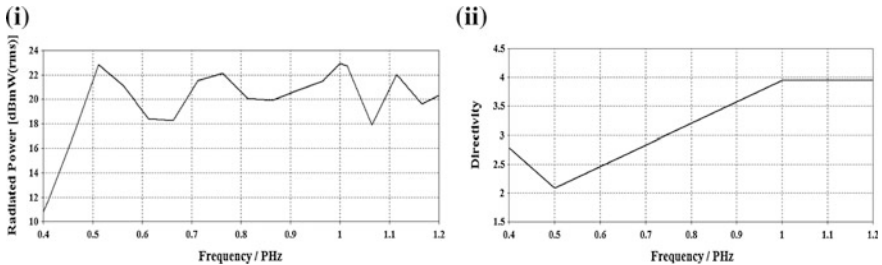 (i)
Radiated Power [dBmW(rms)]
24
22
20
18
16
14
12
10
0.4 0.5 0.6 0.7 0.8 0.9 1 1.1 1.2
Frequency / PHz
(ii)
Directivity
4.5
4
3.5
3
2.5
2
1.5
0.4 0.5 0.6 0.7 0.8 0.9 1 1.1 1.2
Frequency / PHz